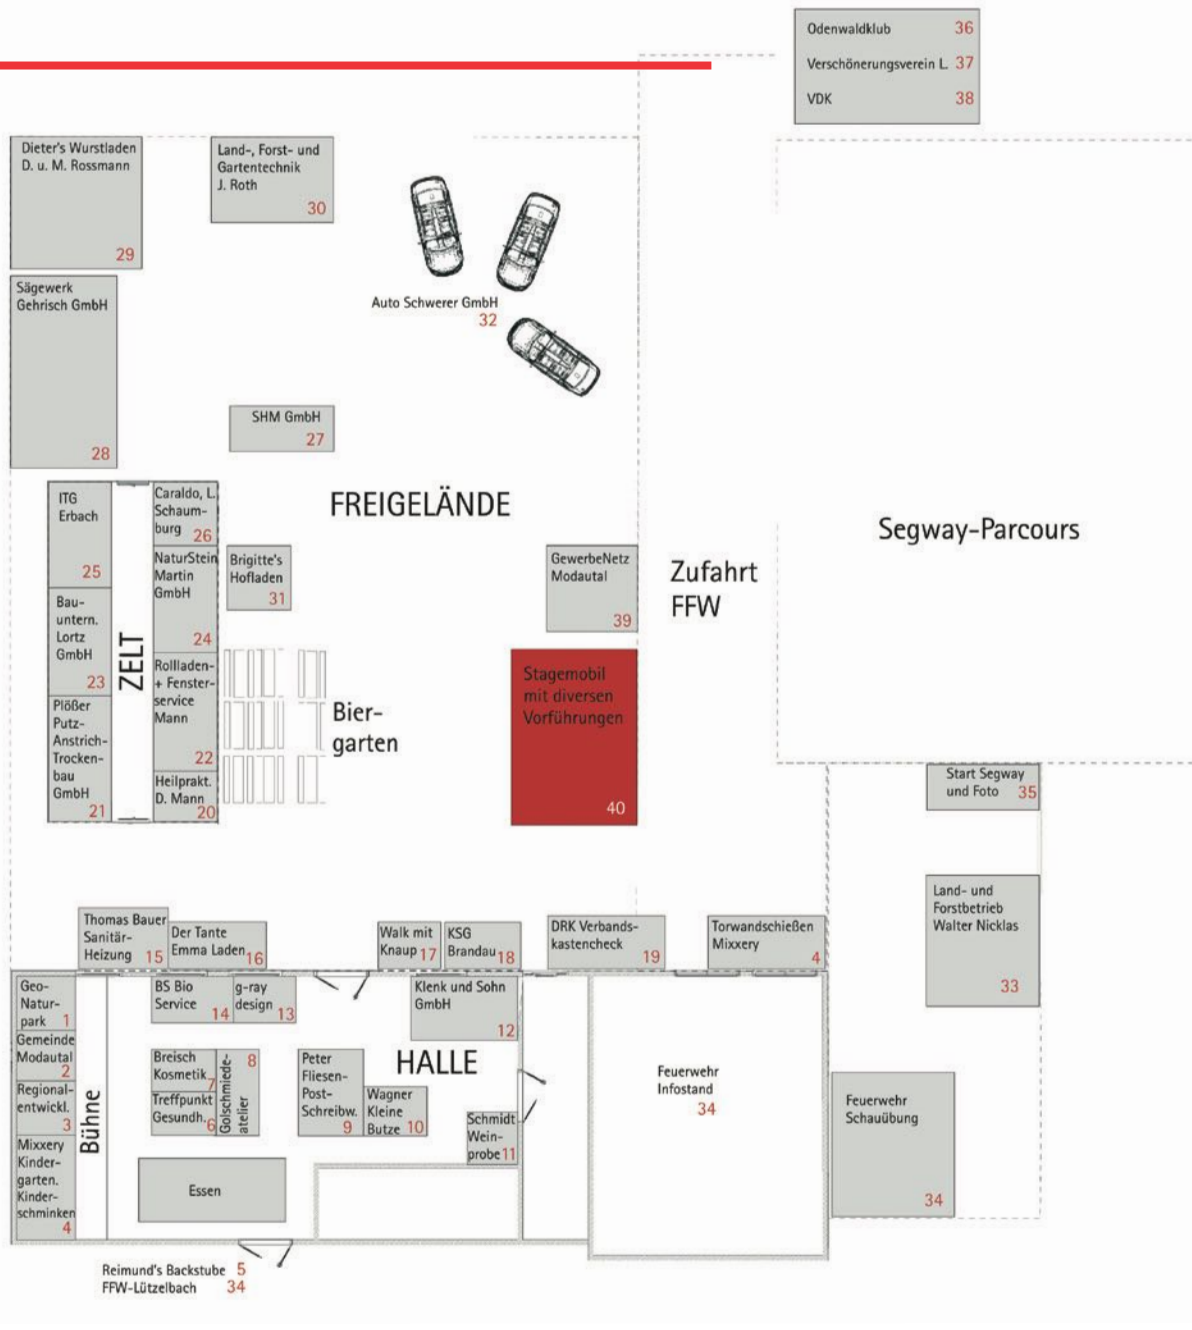 Odenwaldklub 36
Verschönerungsverein L. 37
VDK 38
Dieter's Wurstladen
D. u. M. Rossmann
29
Land-, Forst- und
Gartentechnik
J. Roth
30
Auto Schwerer GmbH
32
Sägewerk
Gehrisch GmbH
28
SHM GmbH
27
FREIGELÄNDE
Segway-Parcours
ITG
Erbach
25
Bau-
untern.
Lortz
GmbH
23
Plößer
Putz-
Anstrich-
Trocken-
bau
GmbH
21
ZELT
Caraldo, L.
Schaum-
burg 26
NaturStein
Martin
GmbH
24
Rollladen-
+ Fenster-
service
Mann
22
Heilprakt.
D. Mann
20
Brigitte's
Hofladen
31
Bier-
garten
GewerbeNetz
Modautal
39
Zufahrt
FFW
Stagemobil
mit diversen
Vorführungen
40
Start Segway
und Foto 35
Land- und
Forstbetrieb
Walter Nicklas
33
Thomas Bauer
Sanitär-
Heizung 15
Der Tante
Emma Laden 16
Walk mit
Knaup 17
KSG
Brandau 18
DRK Verbands-
kastencheck
19
Torwandschießen
Mixxery
4
Geo-
Natur-
park 1
Gemeinde
Modautal
2
Regional-
entwickl.
3
Mixxery
Kinder-
garten.
Kinder-
schminken
4
Bühne
BS Bio
Service
14
g-ray
design
13
Klenk und Sohn
GmbH
12
HALLE
Breisch
Kosmetik
7
Treffpunkt
Gesundh.
6
8
Golschmiede-
atelier
Peter
Fliesen-
Post-
Schreibw.
9
Wagner
Kleine
Butze 10
Schmidt
Wein-
probe 11
Essen
Feuerwehr
Infostand
34
Feuerwehr
Schauübung
34
Reimund's Backstube 5
FFW-Lützelbach 34